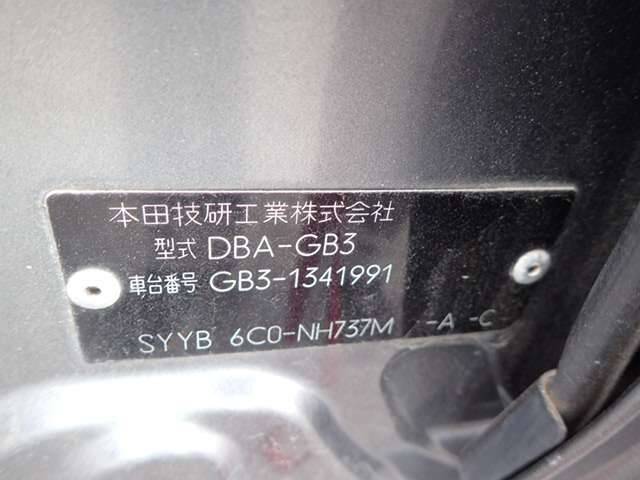 本田技研工業株式会社
型式 DBA-GB3
車台番号 GB3-1341991
SYYB 6C0-NH737M -A -C